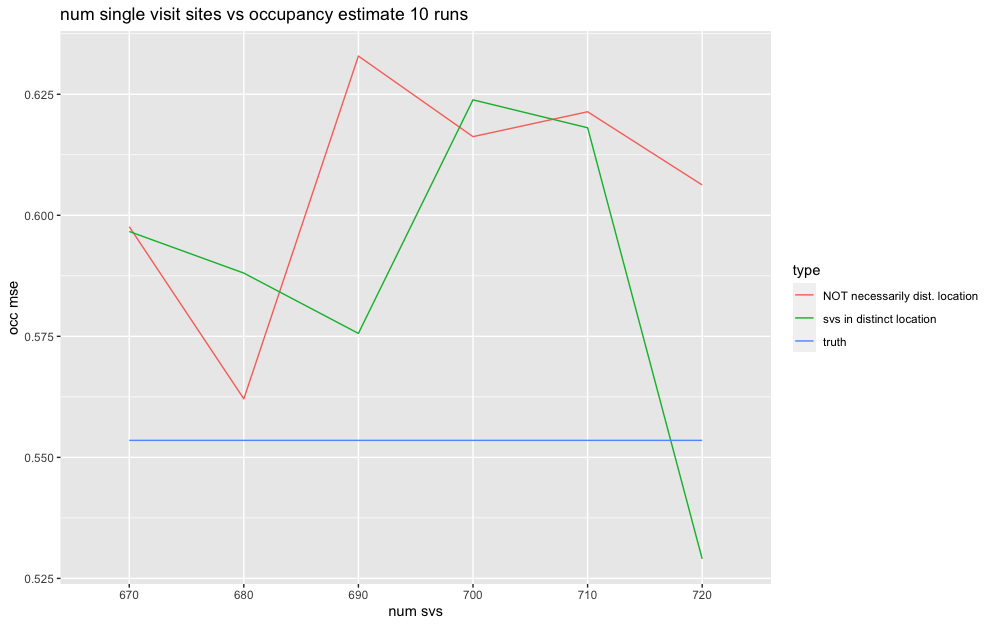 num single visit sites vs occupancy estimate 10 runs
occ mse
0.625
0.600
0.575
0.550
0.525
670
680
690
700
710
720
num svs
type
NOT necessarily dist. location
svs in distinct location
truth